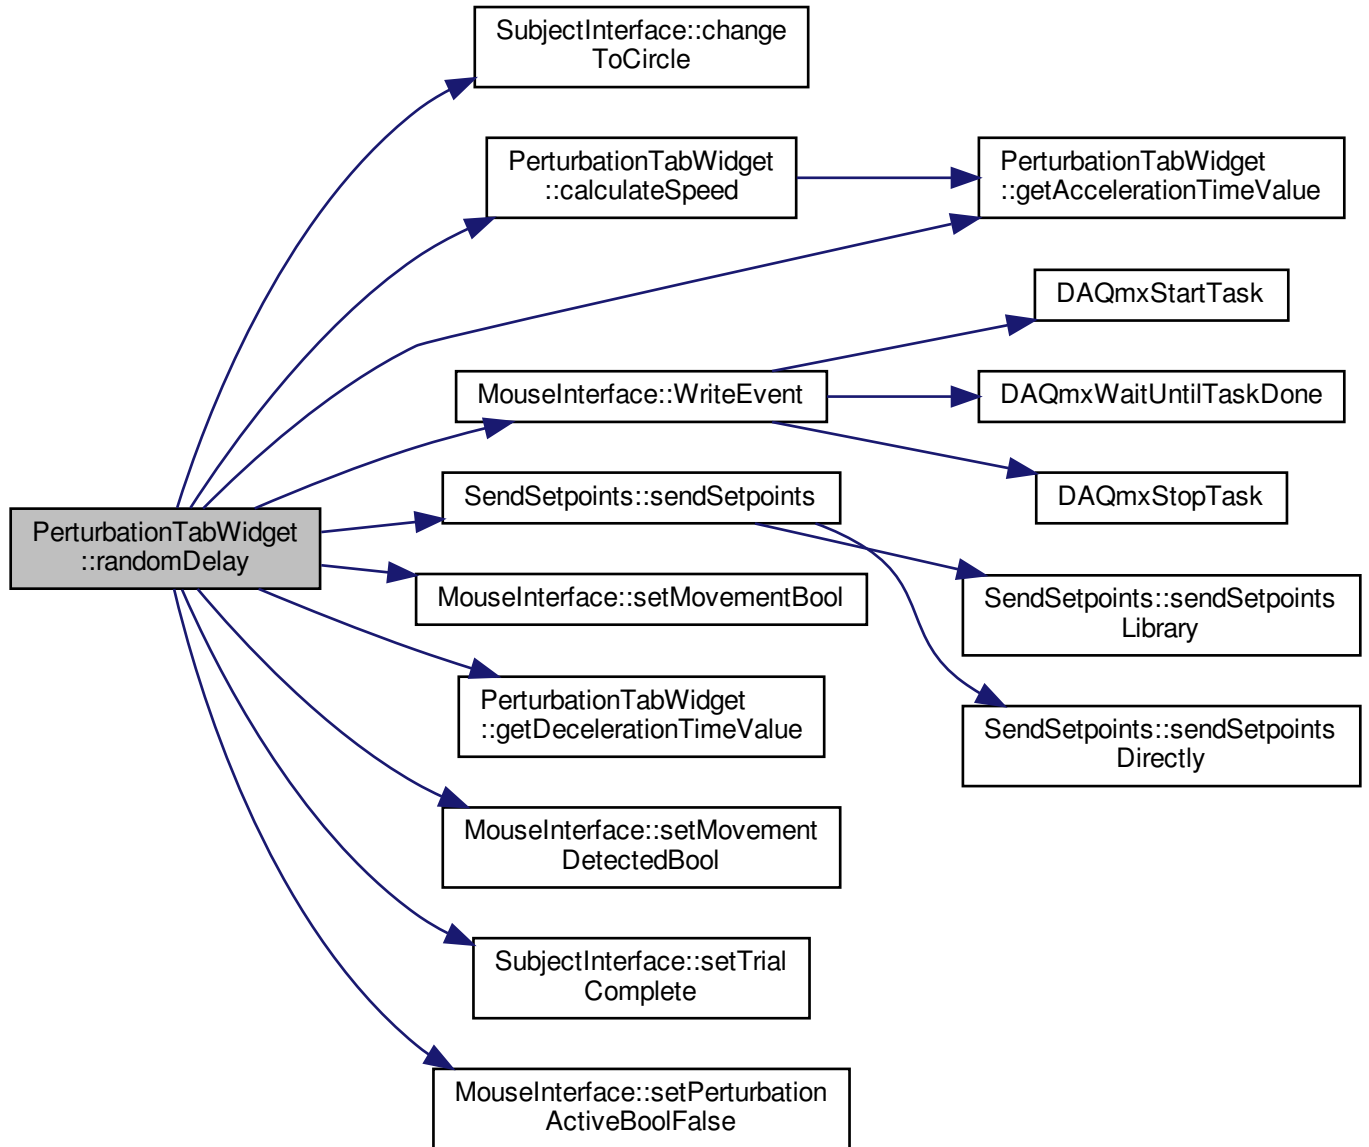 SubjectInterface::change
ToCircle
PerturbationTabWidget
::calculateSpeed
PerturbationTabWidget
::getAccelerationTimeValue
DAQmxStartTask
MouseInterface::WriteEvent
DAQmxWaitUntilTaskDone
SendSetpoints::sendSetpoints
DAQmxStopTask
PerturbationTabWidget
::randomDelay
MouseInterface::setMovementBool
SendSetpoints::sendSetpoints
Library
PerturbationTabWidget
::getDecelerationTimeValue
SendSetpoints::sendSetpoints
Directly
MouseInterface::setMovement
DetectedBool
SubjectInterface::setTrial
Complete
MouseInterface::setPerturbation
ActiveBoolFalse